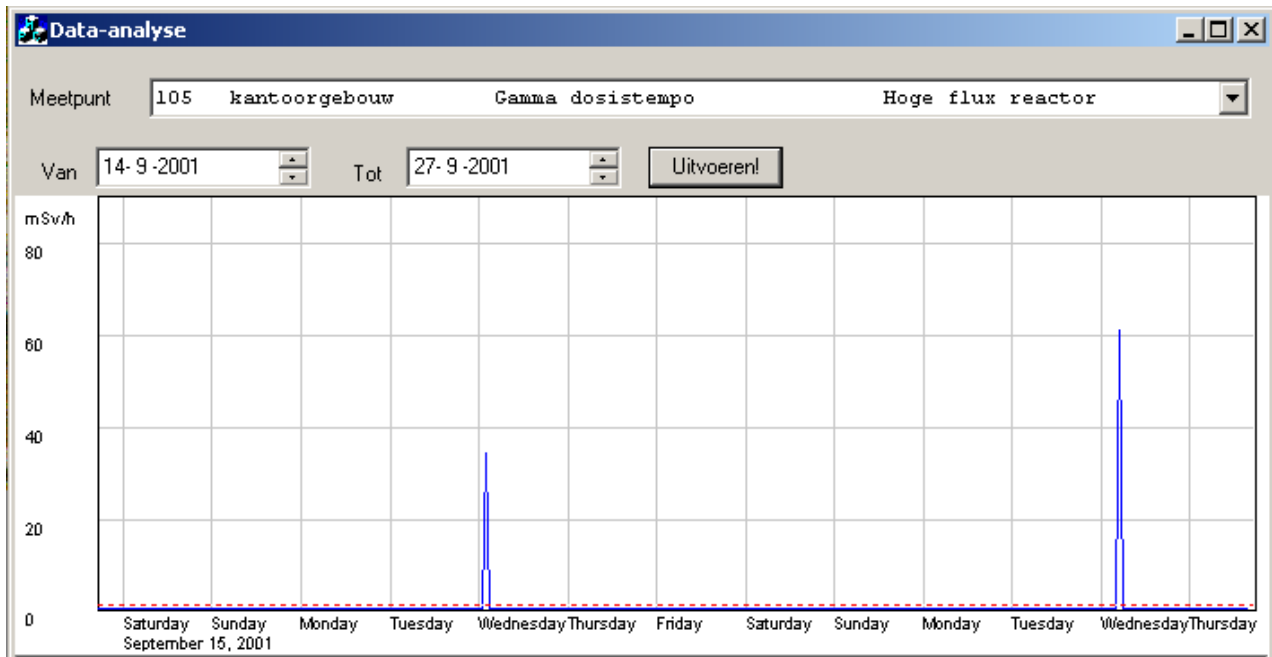 Data-analyse
Meetpunt 105 kantoorgebouw Gamma dosistempo Hoge flux reactor
Van 14- 9 -2001 Tot 27- 9 -2001 Uitvoeren!
mSv/h
80
60
40
20
0
Saturday Sunday Monday Tuesday Wednesday Thursday Friday Saturday Sunday Monday Tuesday Wednesday Thursday
September 15, 2001